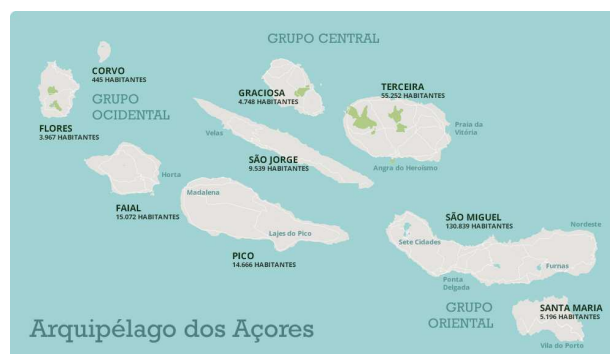 GRUPO CENTRAL
CORVO
445 HABITANTES
GRUPO
OCIDENTAL
FLORES
3.967 HABITANTES
GRACIOSA
4.748 HABITANTES
TERCEIRA
55.252 HABITANTES
Praia da
Vitória
Angra do Heroísmo
Velas
SÃO JORGE
9.539 HABITANTES
Horta
FAIAL
15.072 HABITANTES
Madalena
Lajes do Pico
PICO
14.666 HABITANTES
SÃO MIGUEL
130.839 HABITANTES
Nordeste
Sete Cidades
Furnas
Ponta
Delgada
GRUPO
ORIENTAL
SANTA MARIA
5.196 HABITANTES
Vila do Porto
Arquipélago dos Açores